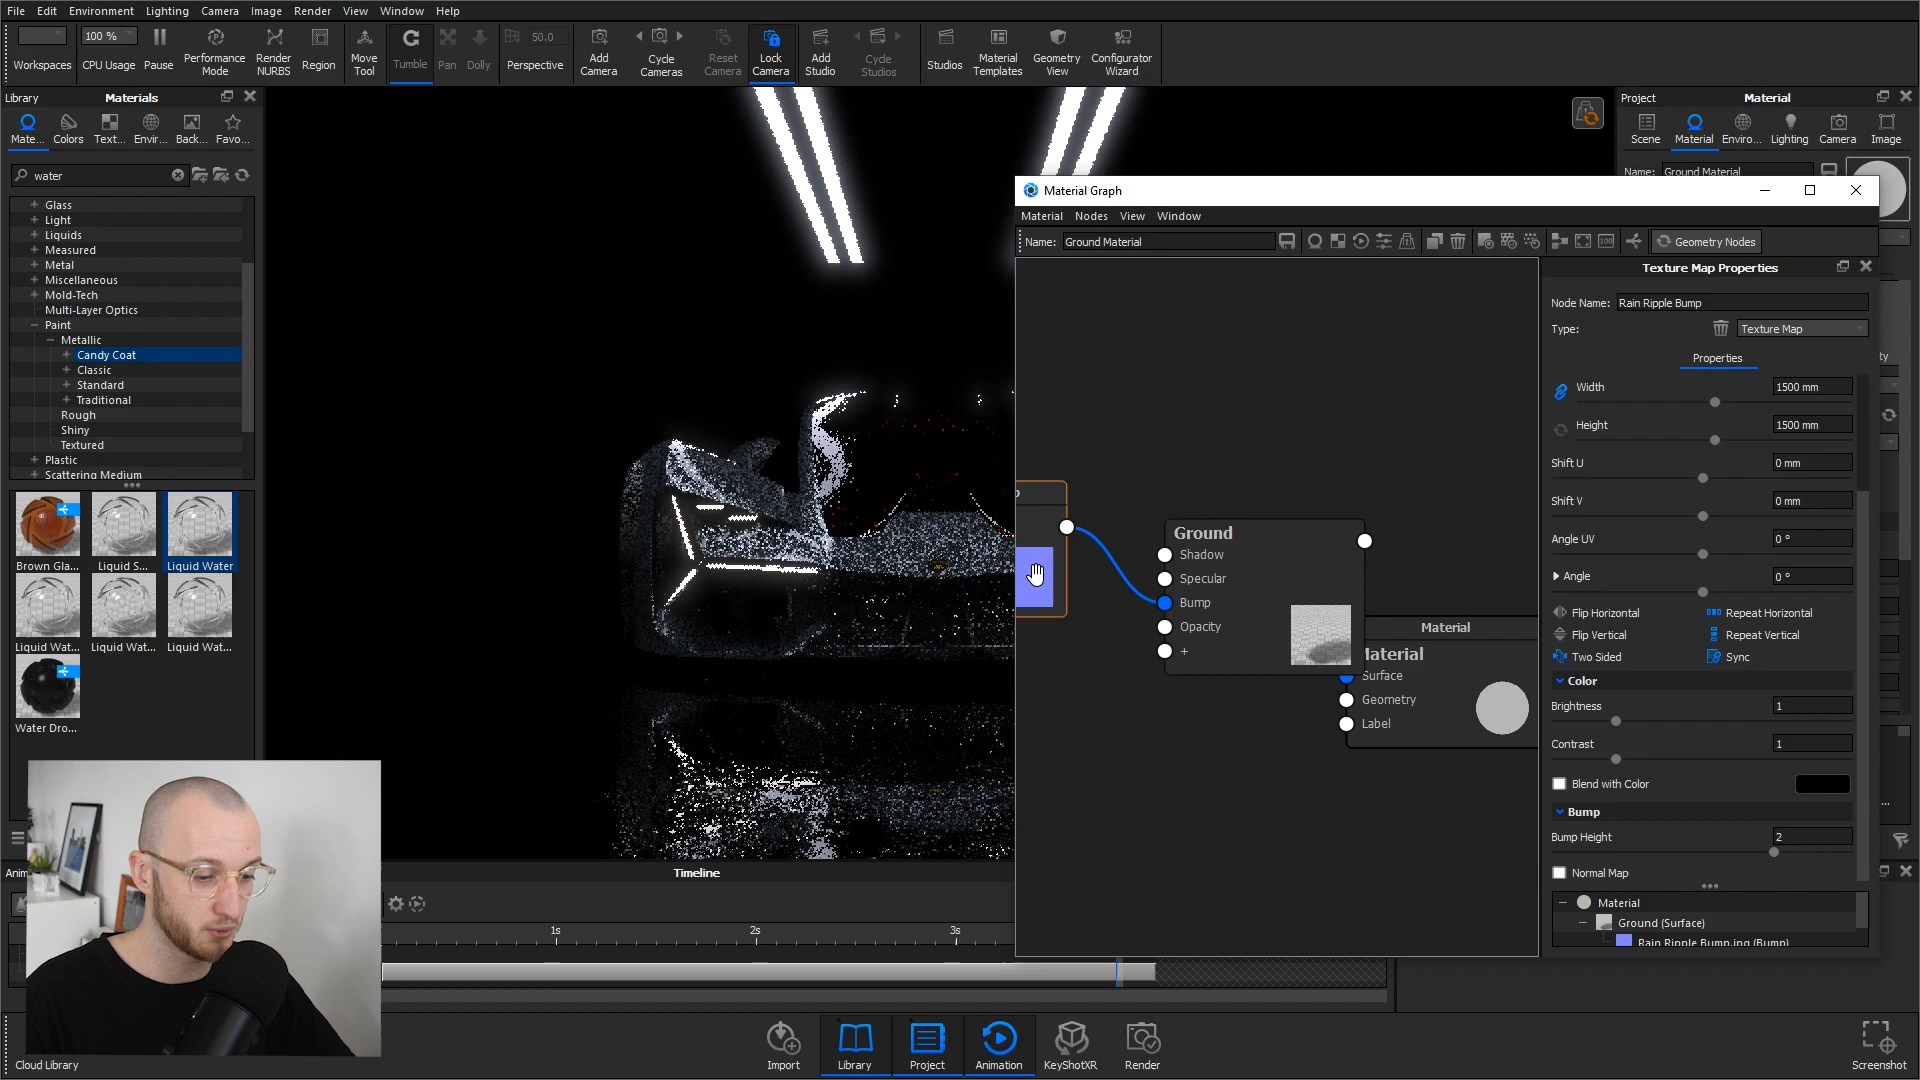 File Edit Environment Lighting Camera Image Render View Window Help
100 % 50.0
Workspaces CPU Usage Pause Performance Mode Render NURBS Region Move Tool Tumble Pan Dolly Perspective Add Camera Cycle Cameras Reset Camera Lock Camera Add Studio Cycle Studios Studios Material Templates Geometry View Configurator Wizard
Library Materials
Mate... Colors Text... Envir... Back... Favo...
water
Glass
Light
Liquids
Measured
Metal
Miscellaneous
Mold-Tech
Multi-Layer Optics
Paint
Metallic
Candy Coat
Classic
Standard
Traditional
Rough
Shiny
Textured
Plastic
Scattering Medium
Brown Gla... Liquid S... Liquid Water
Liquid Wat... Liquid Wat... Liquid Wat...
Water Dro...
Project Material
Scene Material Enviro... Lighting Camera Image
Name: Ground Material
Material Graph
Material Nodes View Window
Name: Ground Material Geometry Nodes
Ground
Shadow
Specular
Bump
Opacity
+
Material
Material
Surface
Geometry
Label
Texture Map Properties
Node Name: Rain Ripple Bump
Type: Texture Map
Properties
Width 1500 mm
Height 1500 mm
Shift U 0 mm
Shift V 0 mm
Angle UV 0 °
Angle 0 °
Flip Horizontal Repeat Horizontal
Flip Vertical Repeat Vertical
Two Sided Sync
Color
Brightness 1
Contrast 1
Blend with Color
Bump
Bump Height 2
Normal Map
Material
Ground (Surface)
Rain Ripple Bump.jpg (Bump)
Anim
Timeline
1s 2s 3s
Cloud Library
Import Library Project Animation KeyShotXR Render Screenshot